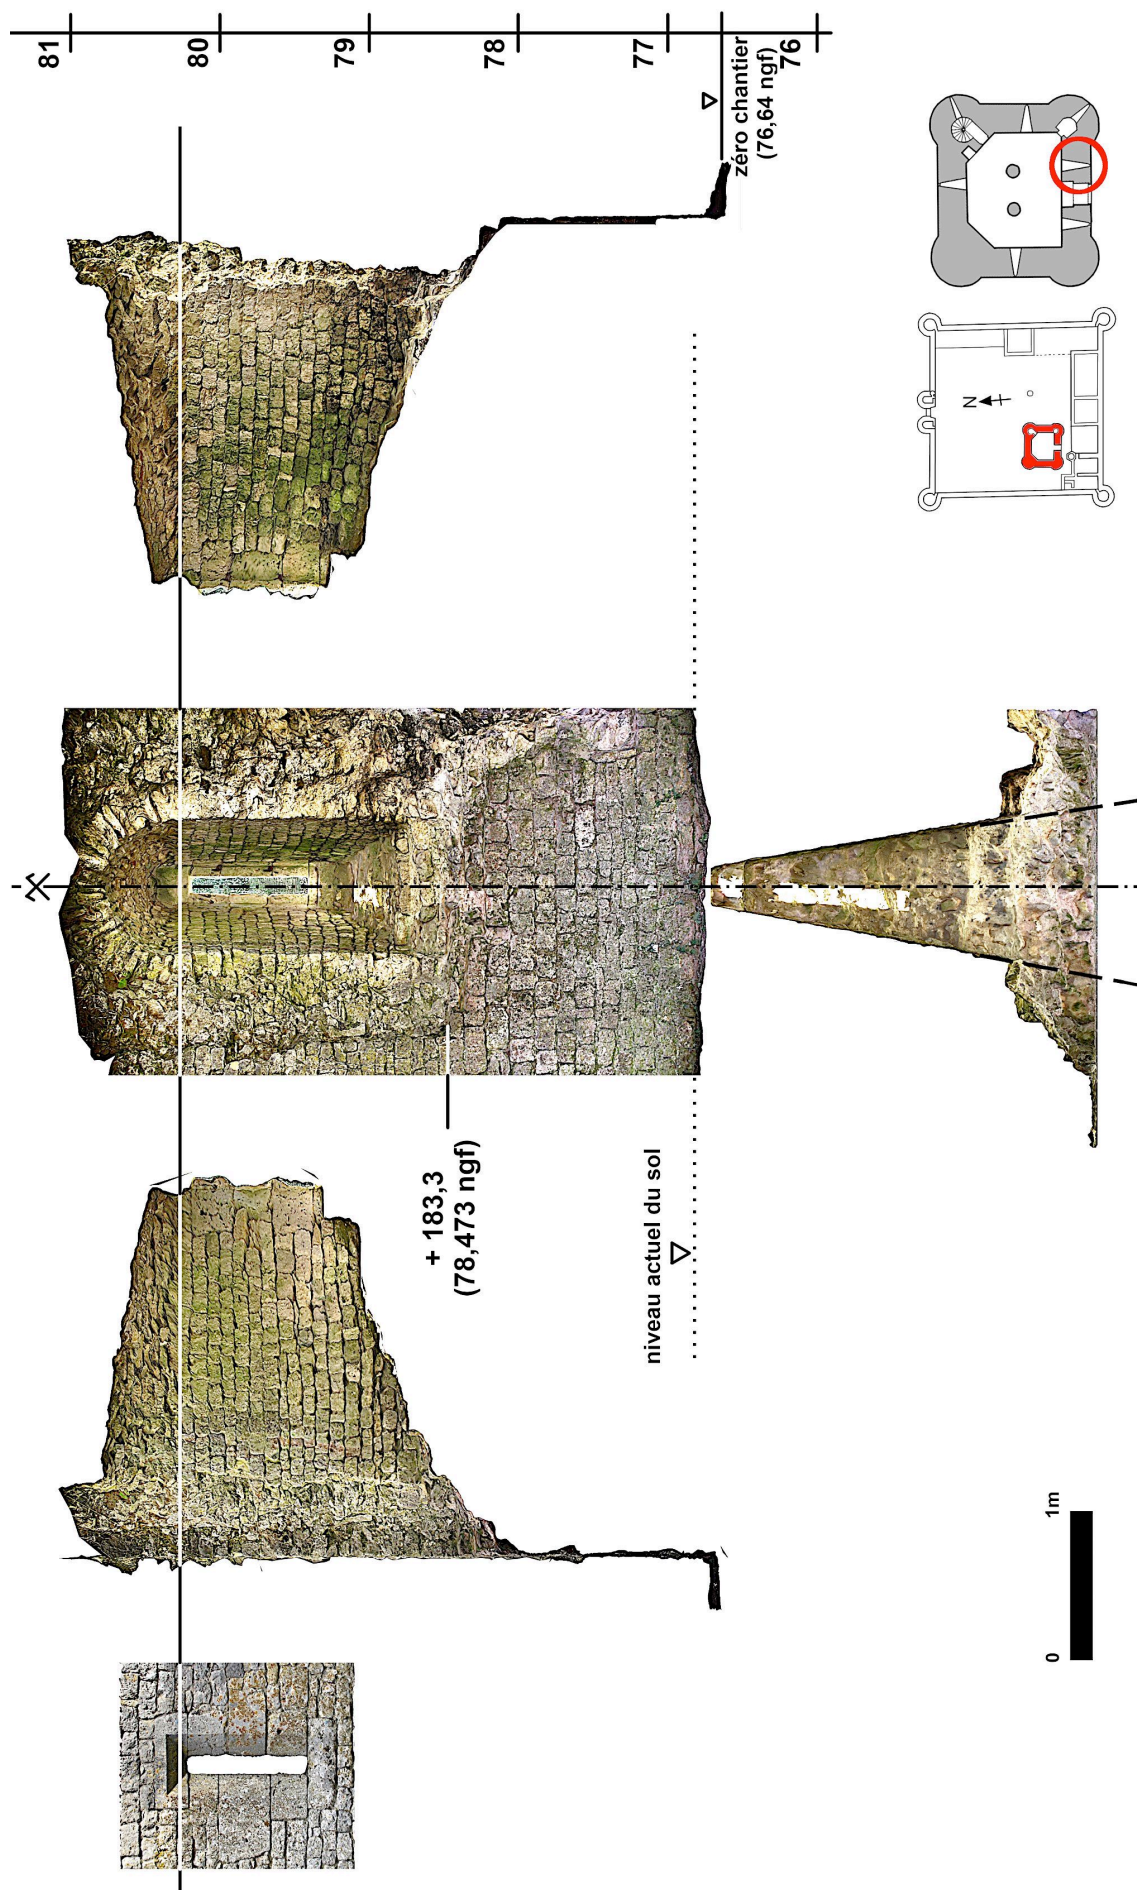 81
80
79
78
77
76
zéro chantier
(76,64 ngf)
N
+ 183,3
(78,473 ngf)
niveau actuel du sol
0
1m